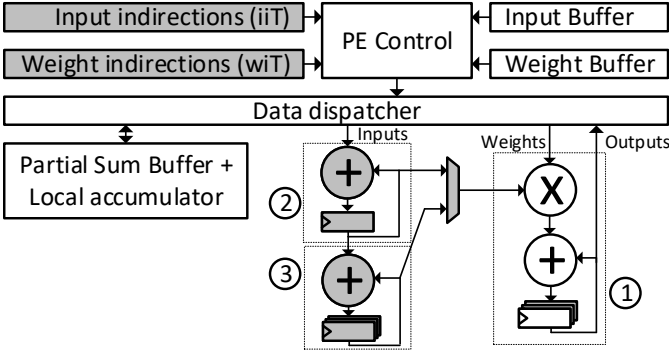 Input indirections (iiT)
PE Control
Input Buffer
Weight indirections (wiT)
Weight Buffer
Data dispatcher
Inputs
Weights
Outputs
Partial Sum Buffer +
Local accumulator
+
X
2
+
+
3
1